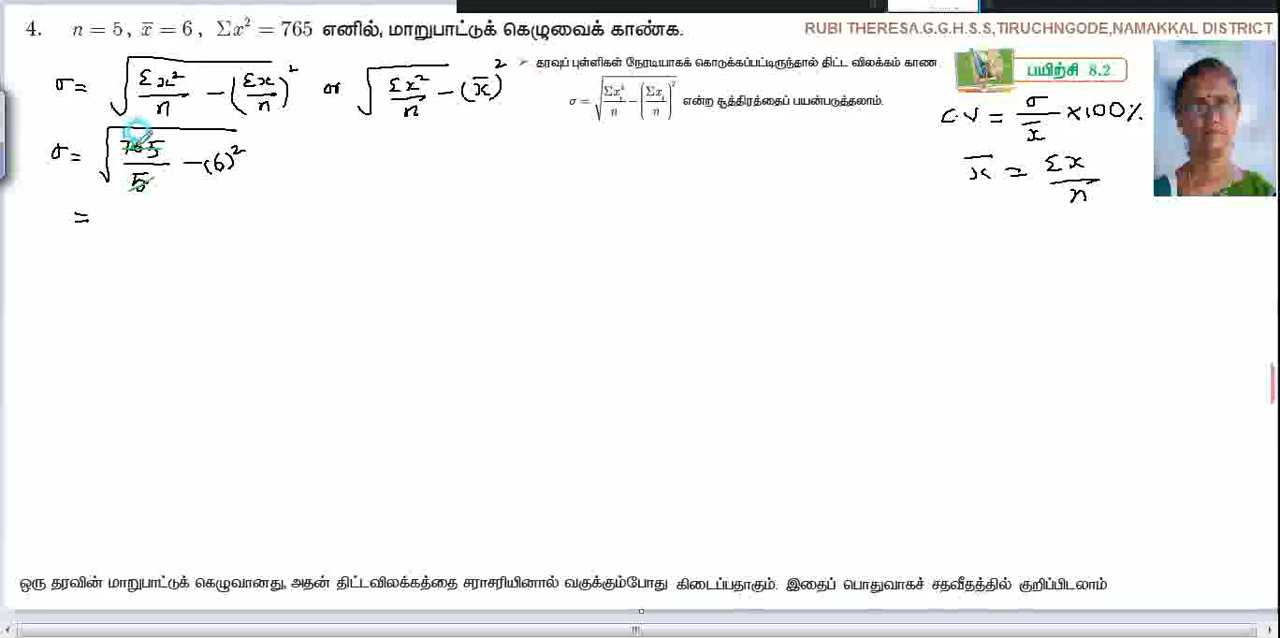 4. n = 5, x̅ = 6, Σx² = 765 எனில், மாறுபாட்டுக் கெழுவைக் காண்க.
RUBI THERESA.G.G.H.S.S,TIRUCHNGODE,NAMAKKAL DISTRICT
➢ தரவுப் புள்ளிகள் நேரடியாகக் கொடுக்கப்பட்டிருந்தால் திட்ட விலக்கம் காண
σ = √(Σxᵢ²/n − (Σxᵢ/n)²) என்ற சூத்திரத்தைப் பயன்படுத்தலாம்.
பயிற்சி 8.2
σ = √(Σx²/n − (Σx/n)²) or √(Σx²/n − (x̅)²)
C.V = σ/x̅ × 100%
σ = √(765/5 − (6)²)
x̅ = Σx/n
=
ஒரு தரவின் மாறுபாட்டுக் கெழுவானது, அதன் திட்டவிலக்கத்தை சராசரியினால் வகுக்கும்போது கிடைப்பதாகும். இதைப் பொதுவாகச் சதவீதத்தில் குறிப்பிடலாம்